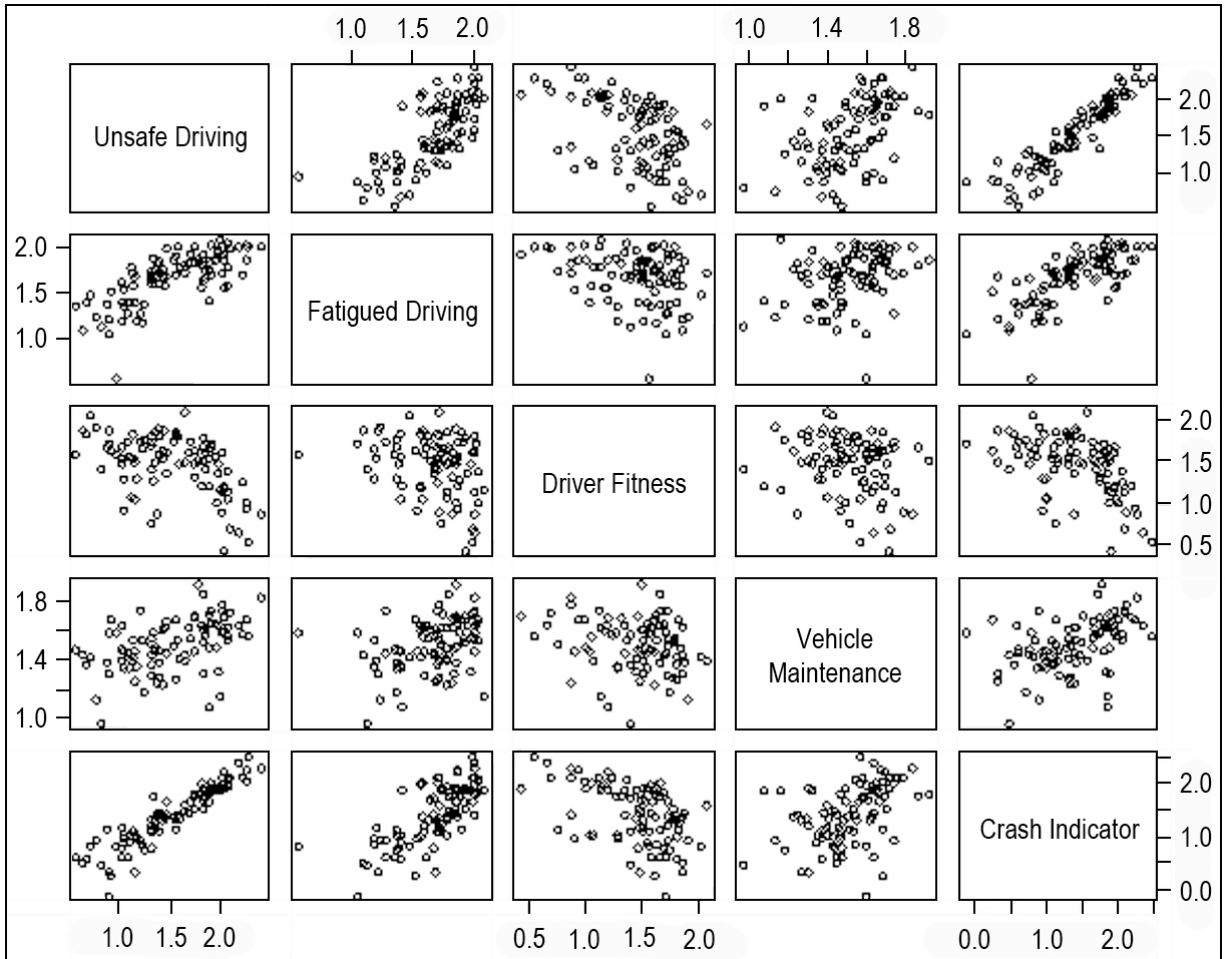 1.0 1.5 2.0 1.0 1.4 1.8
Unsafe Driving
2.0
1.5
1.0
2.0
1.5
1.0
Fatigued Driving
Driver Fitness
2.0
1.5
1.0
0.5
1.8
1.4
1.0
Vehicle
Maintenance
Crash Indicator
2.0
1.0
0.0
1.0 1.5 2.0 0.5 1.0 1.5 2.0 0.0 1.0 2.0